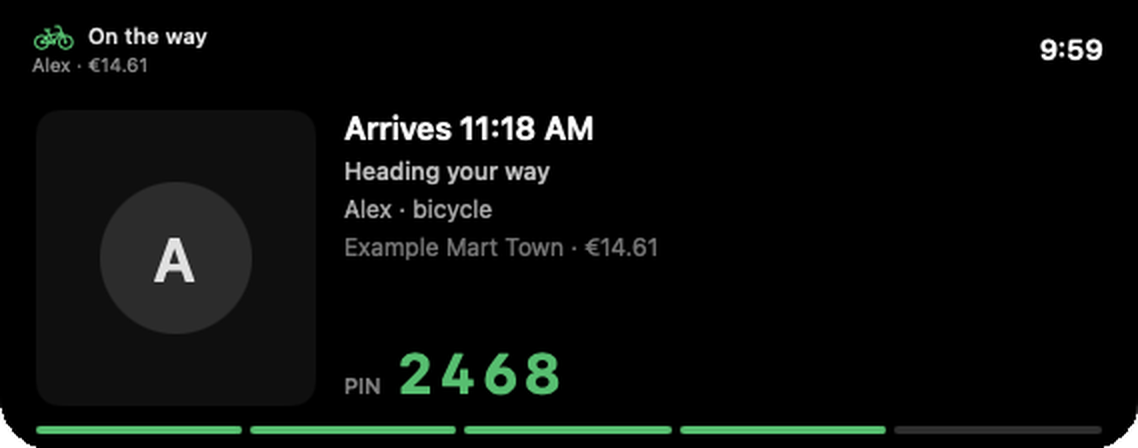 On the way
Alex · €14.61
9:59
A
Arrives 11:18 AM
Heading your way
Alex · bicycle
Example Mart Town · €14.61
PIN 2468